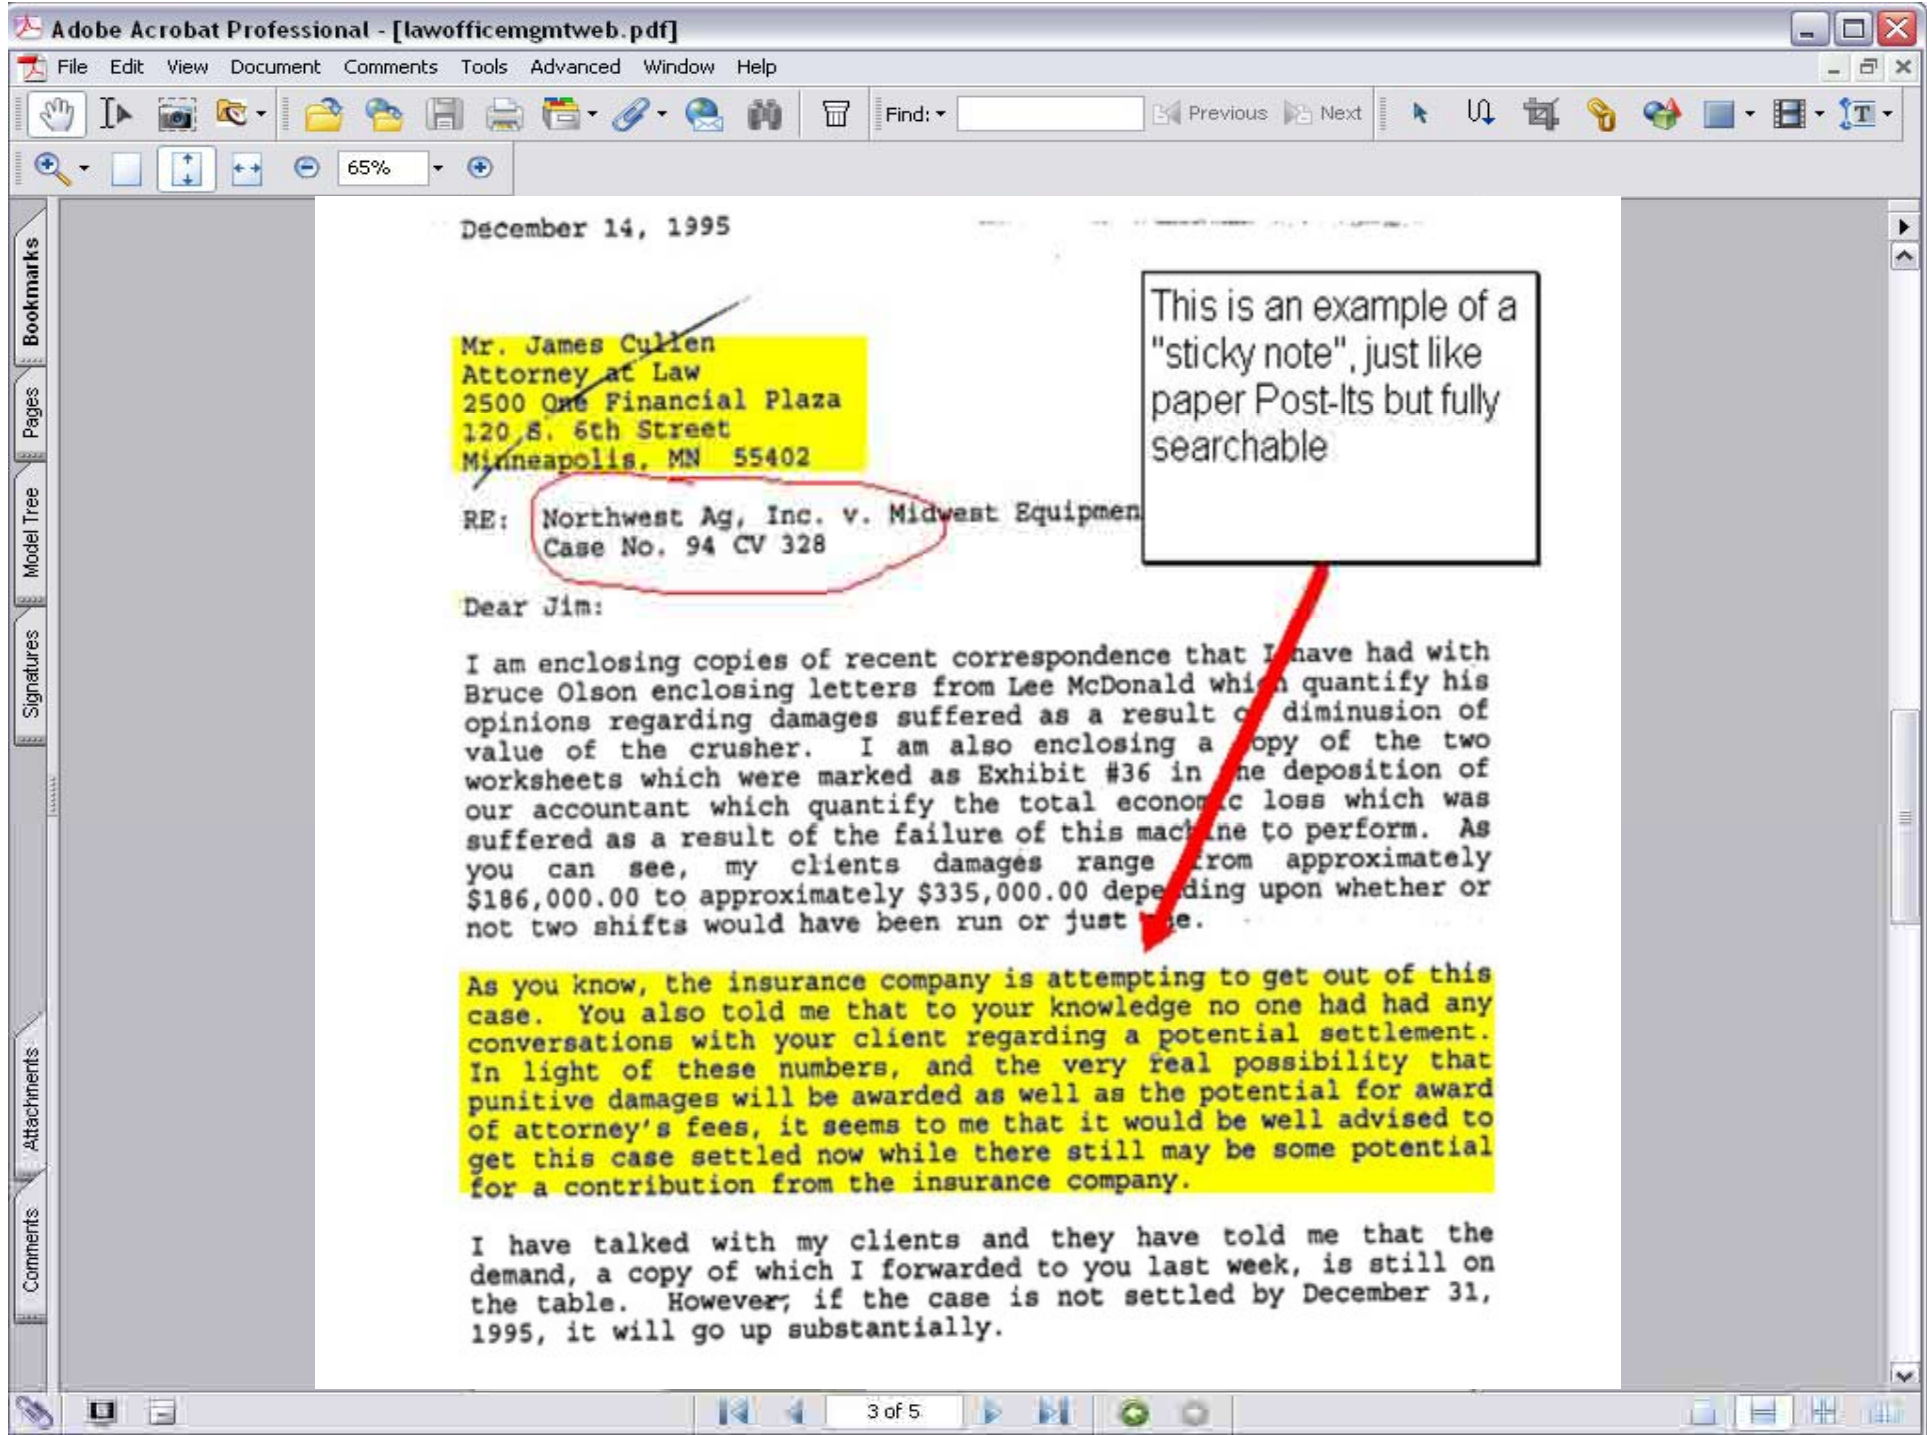 Adobe Acrobat Professional - [lawofficemgmtweb.pdf]
File Edit View Document Comments Tools Advanced Window Help
Find: Previous Next
65%
Bookmarks
Pages
Model Tree
Signatures
Attachments
Comments
December 14, 1995
Mr. James Cullen
Attorney at Law
2500 One Financial Plaza
120 S. 6th Street
Minneapolis, MN 55402
RE: Northwest Ag, Inc. v. Midwest Equipmen
Case No. 94 CV 328
This is an example of a
"sticky note", just like
paper Post-Its but fully
searchable
Dear Jim:
I am enclosing copies of recent correspondence that I have had with
Bruce Olson enclosing letters from Lee McDonald which quantify his
opinions regarding damages suffered as a result of diminusion of
value of the crusher. I am also enclosing a copy of the two
worksheets which were marked as Exhibit #36 in the deposition of
our accountant which quantify the total economic loss which was
suffered as a result of the failure of this machine to perform. As
you can see, my clients damages range from approximately
$186,000.00 to approximately $335,000.00 depending upon whether or
not two shifts would have been run or just one.
As you know, the insurance company is attempting to get out of this
case. You also told me that to your knowledge no one had had any
conversations with your client regarding a potential settlement.
In light of these numbers, and the very real possibility that
punitive damages will be awarded as well as the potential for award
of attorney's fees, it seems to me that it would be well advised to
get this case settled now while there still may be some potential
for a contribution from the insurance company.
I have talked with my clients and they have told me that the
demand, a copy of which I forwarded to you last week, is still on
the table. However, if the case is not settled by December 31,
1995, it will go up substantially.
3 of 5